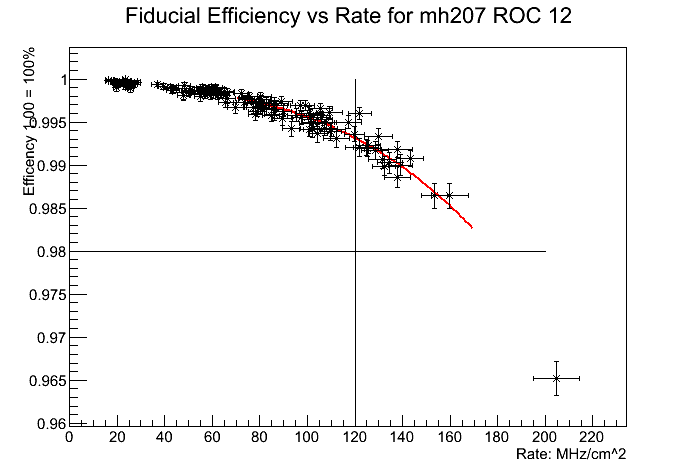 Fiducial Efficiency vs Rate for mh207 ROC 12
Efficency 1.00 = 100%
1
0.995
0.99
0.985
0.98
0.975
0.97
0.965
0.96
0 20 40 60 80 100 120 140 160 180 200 220
Rate: MHz/cm^2